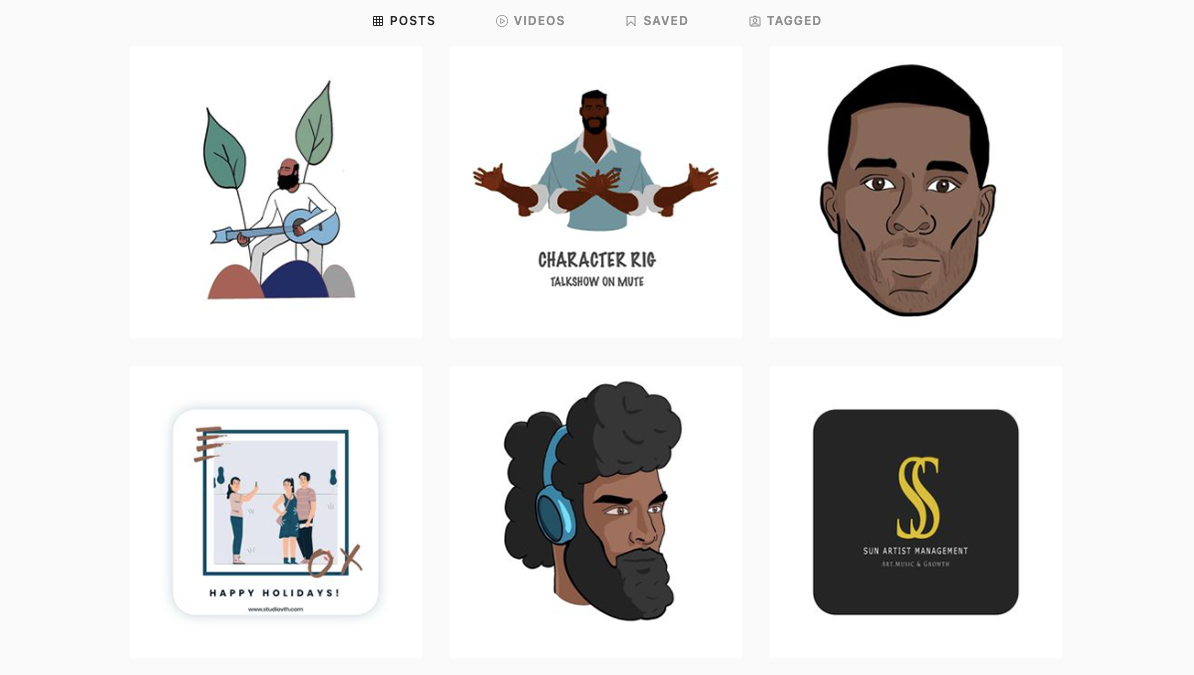 POSTS VIDEOS SAVED TAGGED
CHARACTER RIG
TALKSHOW ON MUTE
OX
HAPPY HOLIDAYS!
www.studiovth.com
SS
SUN ARTIST MANAGEMENT
ART.MUSIC & GROWTH